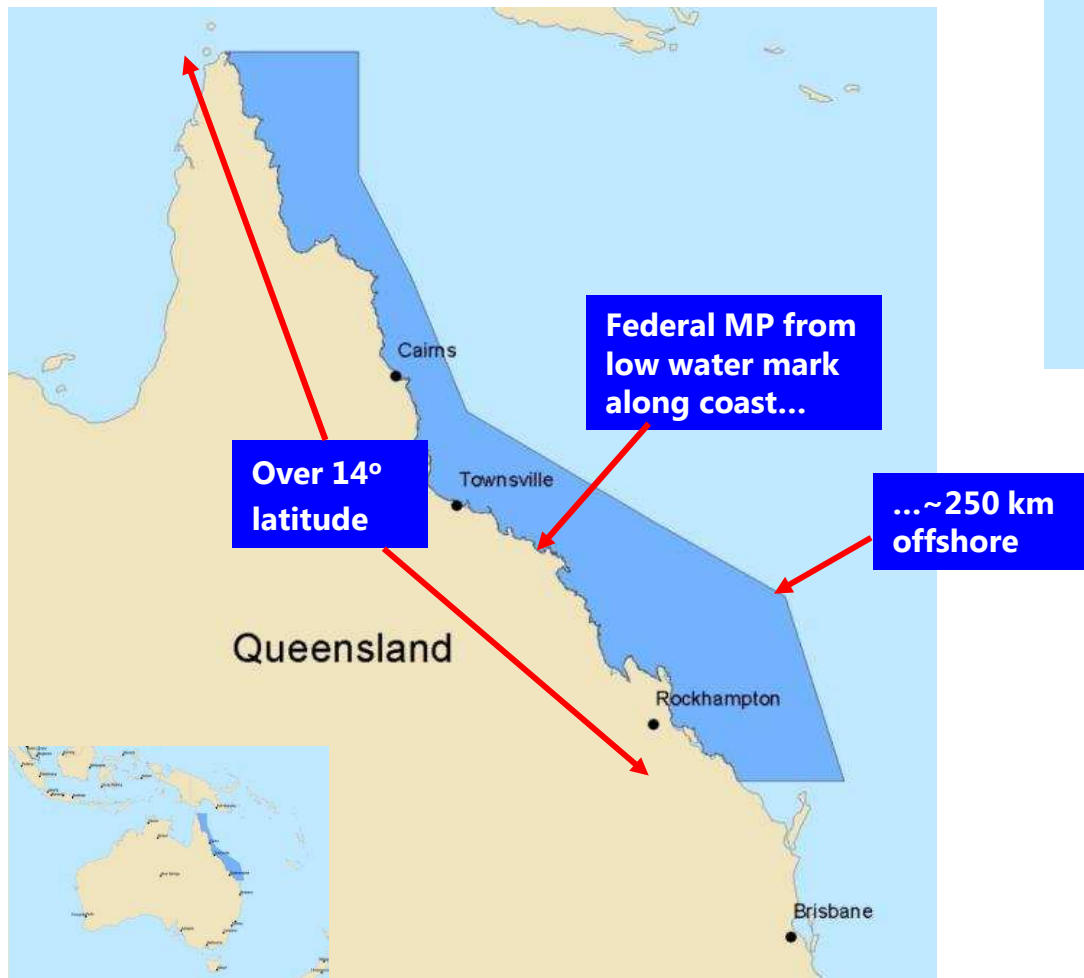 Cairns
Federal MP from
low water mark
along coast…
Over 14º
latitude
Townsville
…~250 km
offshore
Queensland
Rockhampton
Brisbane